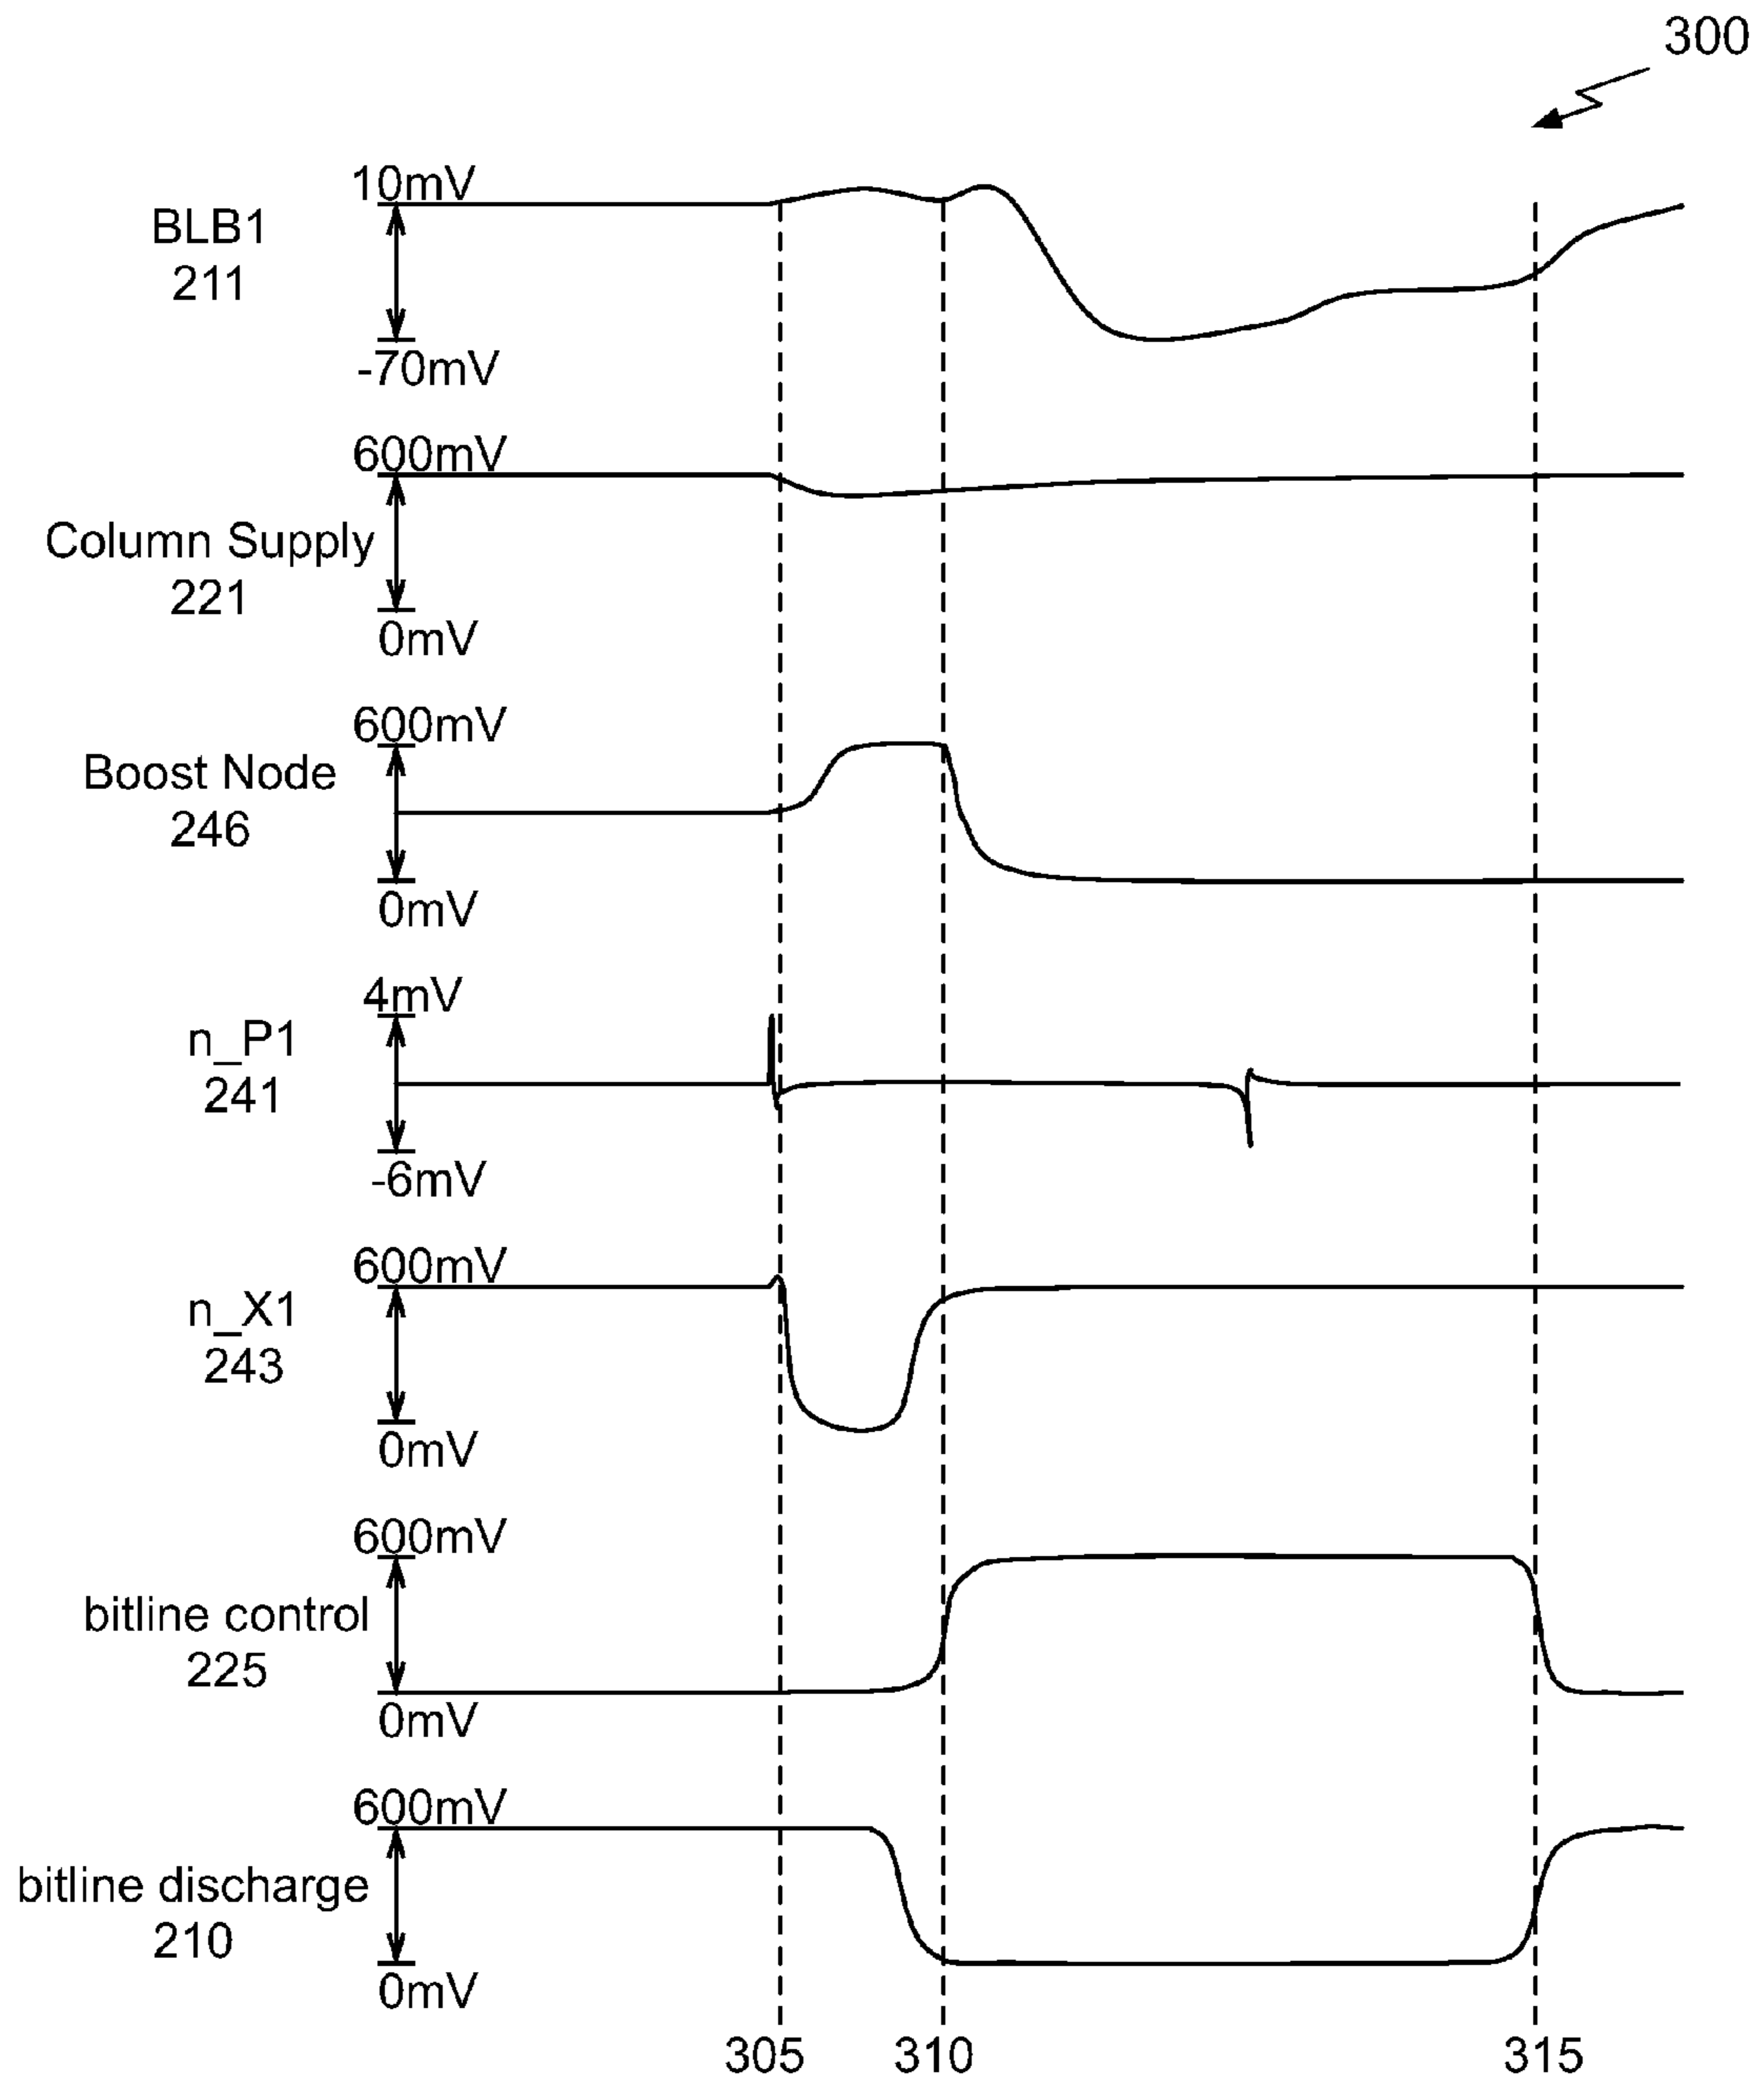 300
10mV
BLB1
211
-70mV
600mV
Column Supply
221
0mV
600mV
Boost Node
246
0mV
4mV
n_P1
241
-6mV
600mV
n_X1
243
0mV
600mV
bitline control
225
0mV
600mV
bitline discharge
210
0mV
305 310 315